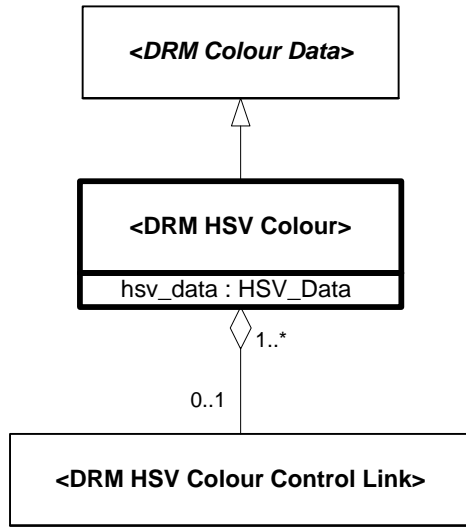 <DRM Colour Data>
<DRM HSV Colour>
hsv_data : HSV_Data
1..*
0..1
<DRM HSV Colour Control Link>